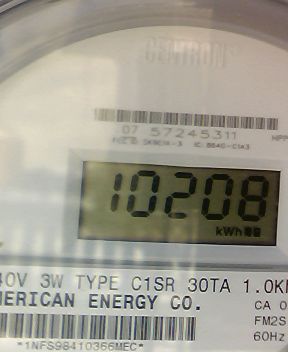 CENTRON
07 57245311
10208
kWh
40V 3W TYPE C1SR 30TA 1.0K
MERICAN ENERGY CO.
CA 0
FM2S
60Hz
*1NFS98410366MEC*